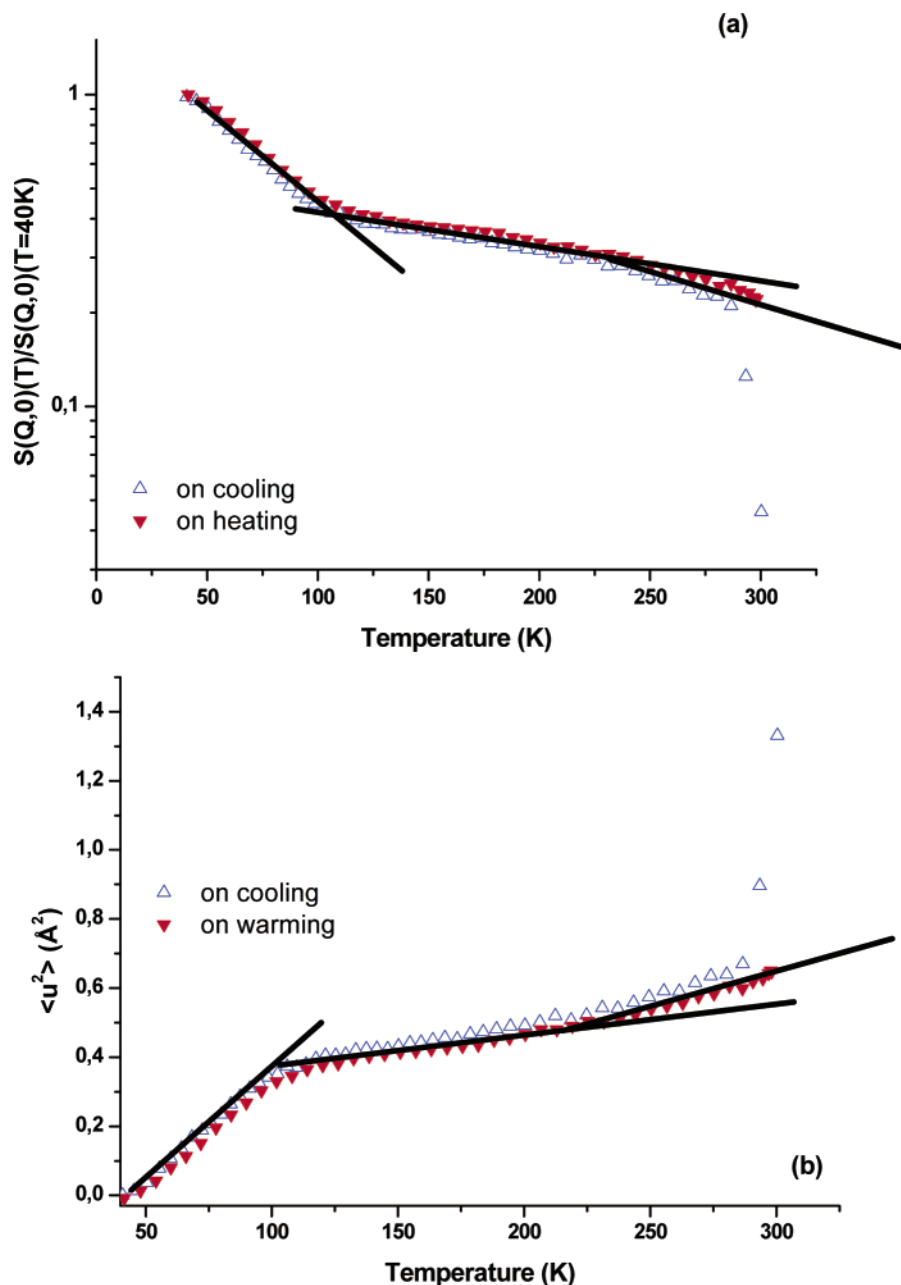 (a)
S(Q,0)(T)/S(Q,0)(T=40K)
1
0,1
on cooling
on heating
0 50 100 150 200 250 300
Temperature (K)
<u²> (Å²)
1,4
1,2
1,0
0,8
0,6
0,4
0,2
0,0
on cooling
on warming
(b)
50 100 150 200 250 300
Temperature (K)